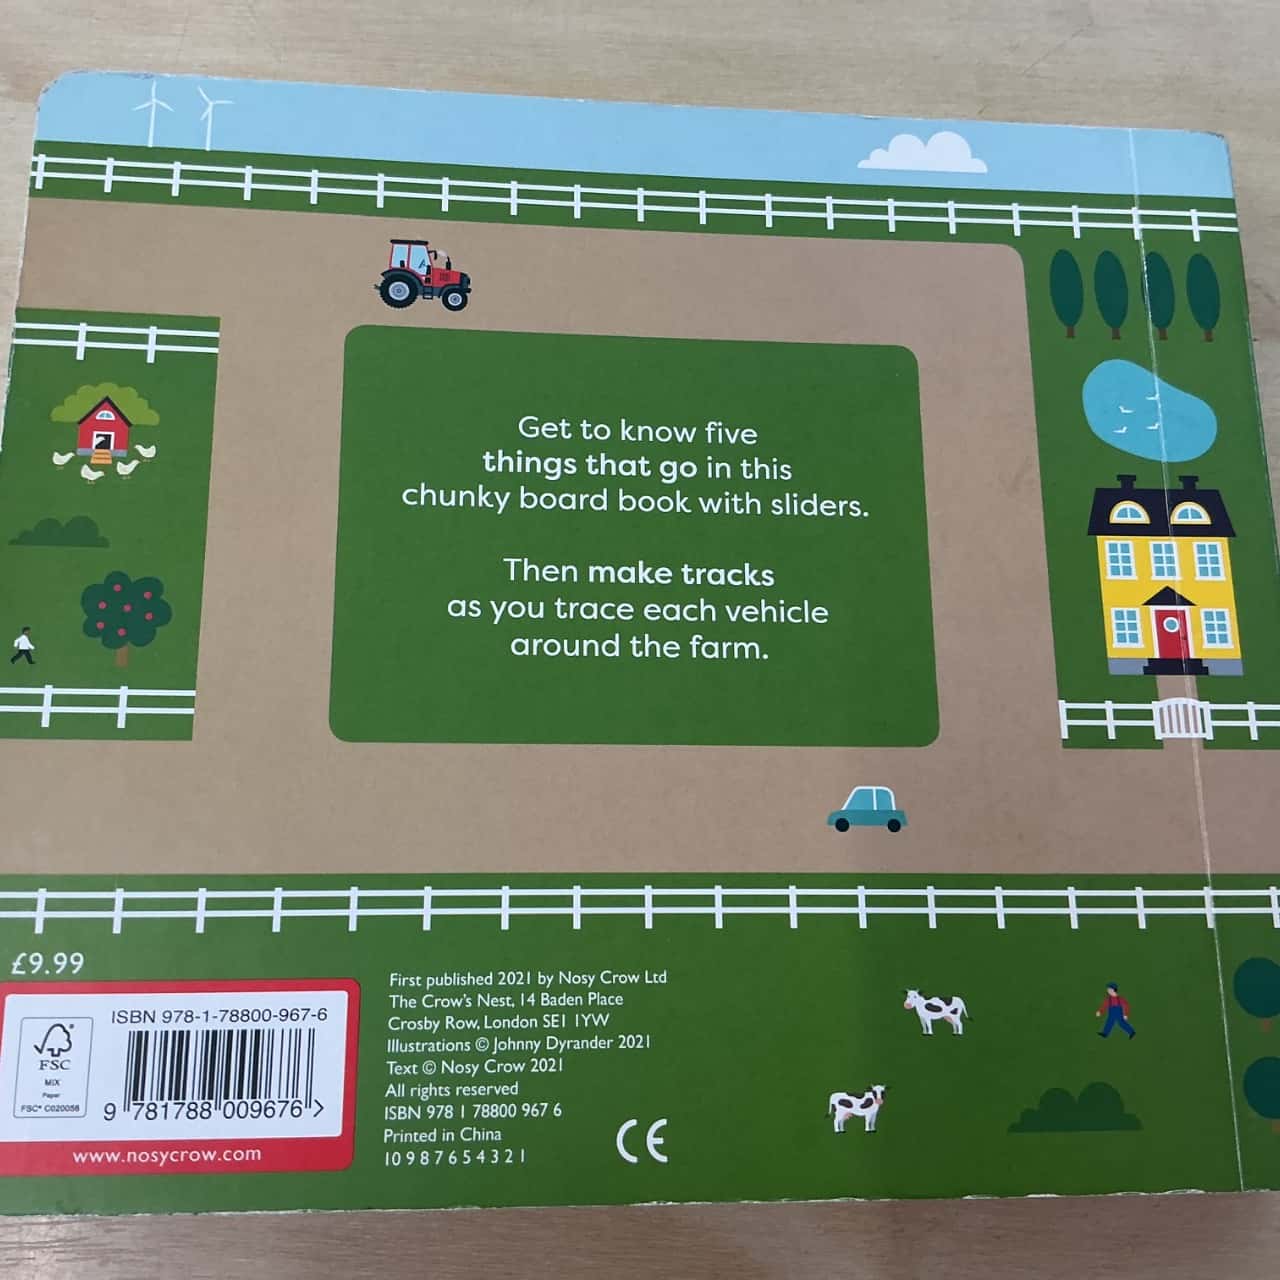 Get to know five
things that go in this
chunky board book with sliders.
Then make tracks
as you trace each vehicle
around the farm.
£9.99
ISBN 978-1-78800-967-6
FSC
MIX
Paper
FSC® C020056
9 781788 009676 >
www.nosycrow.com
First published 2021 by Nosy Crow Ltd
The Crow's Nest, 14 Baden Place
Crosby Row, London SE1 1YW
Illustrations © Johnny Dyrander 2021
Text © Nosy Crow 2021
All rights reserved
ISBN 978 1 78800 967 6
Printed in China
10 9 8 7 6 5 4 3 2 1
CE